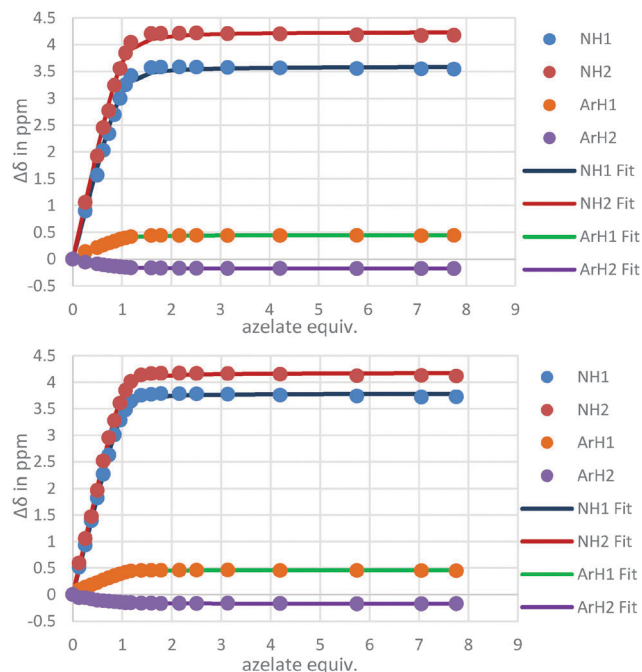 4.5
4
3.5
3
2.5
2
1.5
1
0.5
0
-0.5
Δδ in ppm
0 1 2 3 4 5 6 7 8 9
azelate equiv.
NH1
NH2
ArH1
ArH2
NH1 Fit
NH2 Fit
ArH1 Fit
ArH2 Fit
4.5
4
3.5
3
2.5
2
1.5
1
0.5
0
-0.5
Δδ in ppm
0 1 2 3 4 5 6 7 8 9
azelate equiv.
NH1
NH2
ArH1
ArH2
NH1 Fit
NH2 Fit
ArH1 Fit
ArH2 Fit